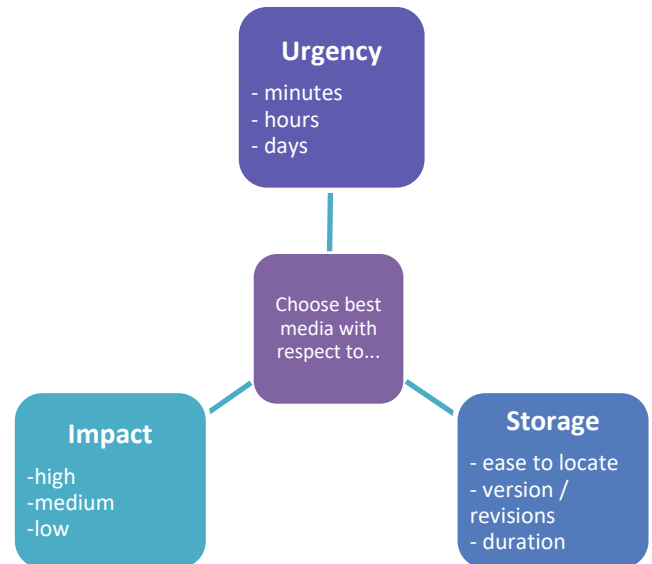 Urgency
- minutes
- hours
- days
Choose best
media with
respect to...
Impact
-high
-medium
-low
Storage
- ease to locate
- version /
revisions
- duration